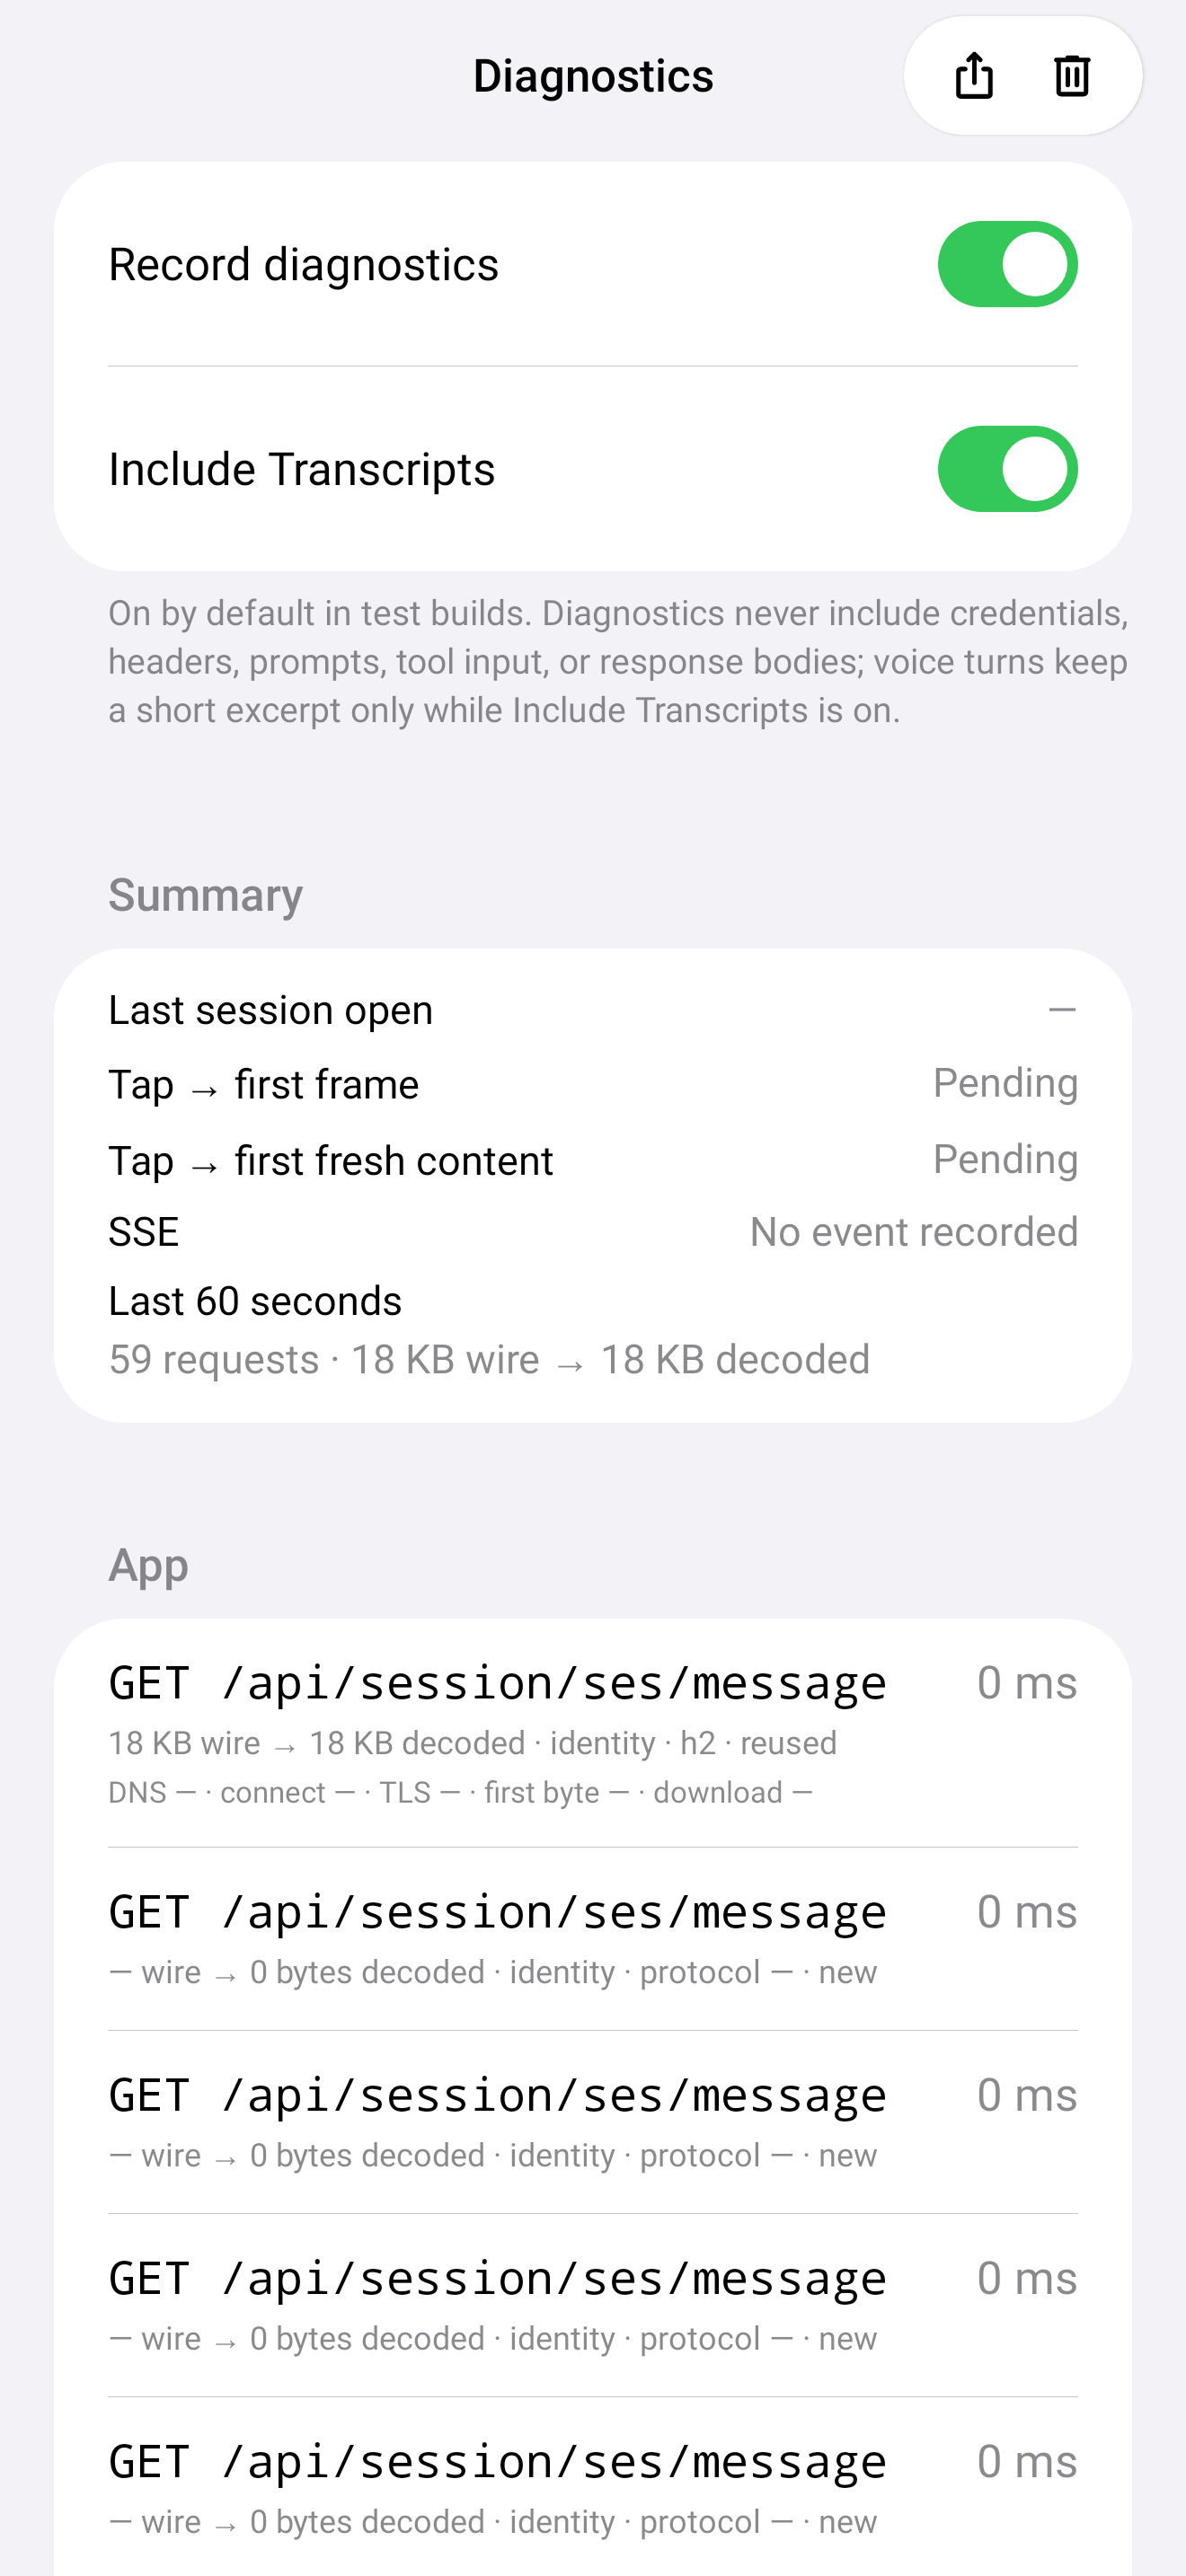 Diagnostics
Record diagnostics
Include Transcripts
On by default in test builds. Diagnostics never include credentials,
headers, prompts, tool input, or response bodies; voice turns keep
a short excerpt only while Include Transcripts is on.
Summary
Last session open —
Tap → first frame Pending
Tap → first fresh content Pending
SSE No event recorded
Last 60 seconds
59 requests · 18 KB wire → 18 KB decoded
App
GET /api/session/ses/message 0 ms
18 KB wire → 18 KB decoded · identity · h2 · reused
DNS — · connect — · TLS — · first byte — · download —
GET /api/session/ses/message 0 ms
— wire → 0 bytes decoded · identity · protocol — · new
GET /api/session/ses/message 0 ms
— wire → 0 bytes decoded · identity · protocol — · new
GET /api/session/ses/message 0 ms
— wire → 0 bytes decoded · identity · protocol — · new
GET /api/session/ses/message 0 ms
— wire → 0 bytes decoded · identity · protocol — · new